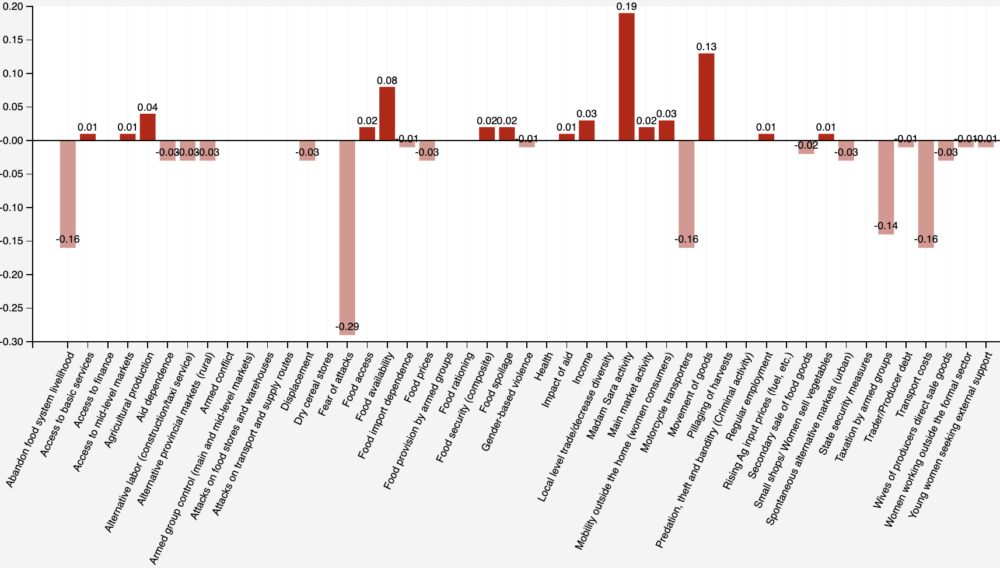 0.20
0.15
0.10
0.05
-0.00
-0.05
-0.10
-0.15
-0.20
-0.25
-0.30
-0.16
0.01
0.01
0.04
-0.03
-0.03
-0.03
-0.03
-0.29
0.02
0.08
-0.01
-0.03
0.02
0.02
-0.01
0.01
0.03
0.19
0.02
0.03
-0.16
0.13
0.01
-0.02
0.01
-0.03
-0.14
-0.01
-0.16
-0.03
-0.01
-0.01
Abandon food system livelihood
Access to basic services
Access to finance
Access to mid-level markets
Agricultural production
Aid dependence
Alternative labor (construction/taxi service)
Alternative provincial markets (rural)
Armed conflict
Armed group control (main and mid-level markets)
Attacks on food stores and warehouses
Attacks on transport and supply routes
Displacement
Dry cereal stores
Fear of attacks
Food access
Food availability
Food import dependence
Food prices
Food provision by armed groups
Food rationing
Food security (composite)
Food spoilage
Gender-based violence
Health
Impact of aid
Income
Local level trade/decrease diversity
Madam Sara activity
Main market activity
Mobility outside the home (women consumers)
Motorcycle transporters
Movement of goods
Pillaging of harvests
Predation, theft and banditry (Criminal activity)
Regular employment
Rising Ag input prices (fuel, etc.)
Secondary sale of food goods
Small shops/ Women sell vegetables
Spontaneous alternative markets (urban)
State security measures
Taxation by armed groups
Trader/Producer debt
Transport costs
Wives of producers direct sale goods
Women working outside the formal sector
Young women seeking external support